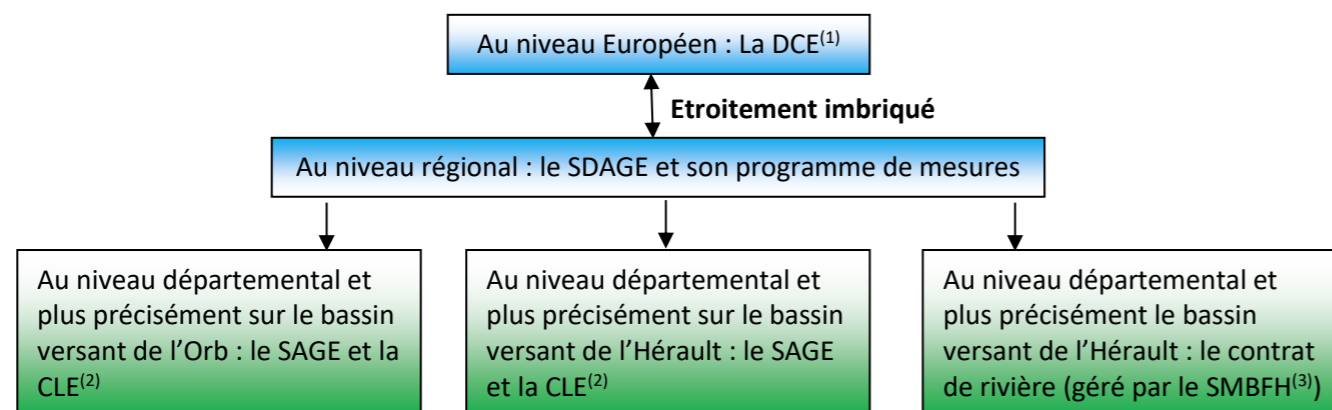 Au niveau Européen : La DCE(1)
Etroitement imbriqué
Au niveau régional : le SDAGE et son programme de mesures
Au niveau départemental et
plus précisément sur le bassin
versant de l’Orb : le SAGE et la
CLE(2)
Au niveau départemental et
plus précisément sur le bassin
versant de l’Hérault : le SAGE
et la CLE(2)
Au niveau départemental et
plus précisément le bassin
versant de l’Hérault : le contrat
de rivière (géré par le SMBFH(3))